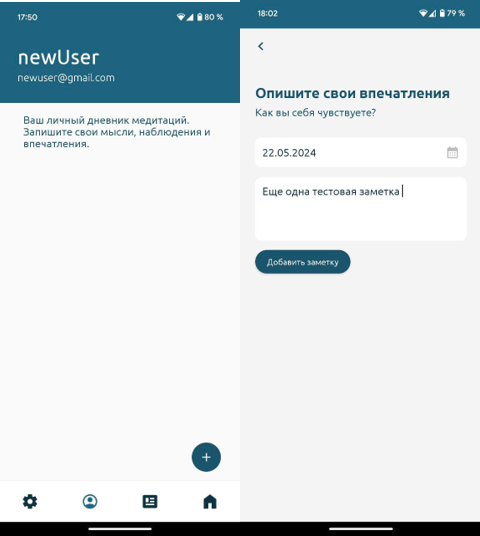 17:50
80 %
newUser
newuser@gmail.com
Ваш личный дневник медитаций.
Запишите свои мысли, наблюдения и
впечатления.
18:02
79 %
Опишите свои впечатления
Как вы себя чувствуете?
22.05.2024
Еще одна тестовая заметка
Добавить заметку